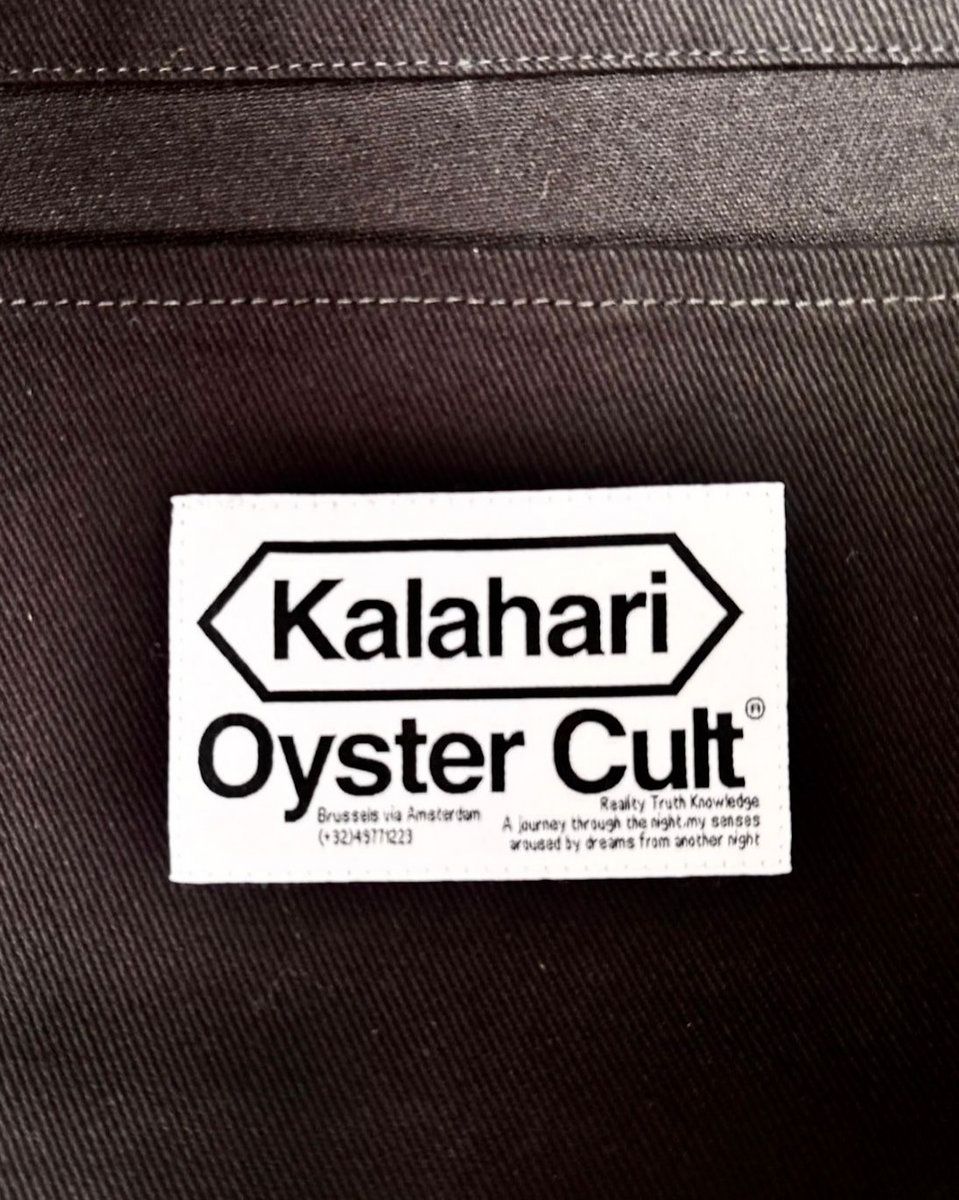 Kalahari
Oyster Cult®
Brussels via Amsterdam
(+32)49771223
Reality Truth Knowledge
A journey through the night.my senses
aroused by dreams from another night